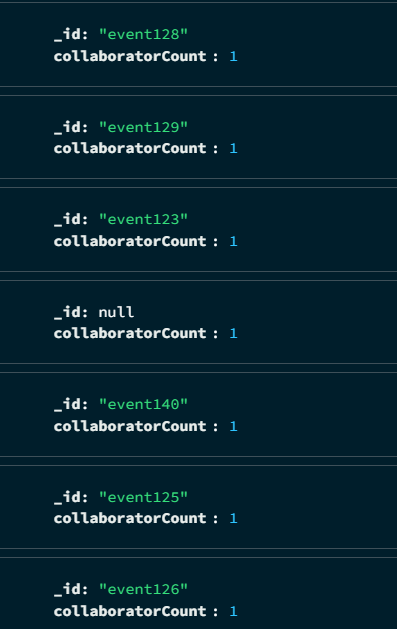 _id: "event128"
collaboratorCount : 1
_id: "event129"
collaboratorCount : 1
_id: "event123"
collaboratorCount : 1
_id: null
collaboratorCount : 1
_id: "event140"
collaboratorCount : 1
_id: "event125"
collaboratorCount : 1
_id: "event126"
collaboratorCount : 1